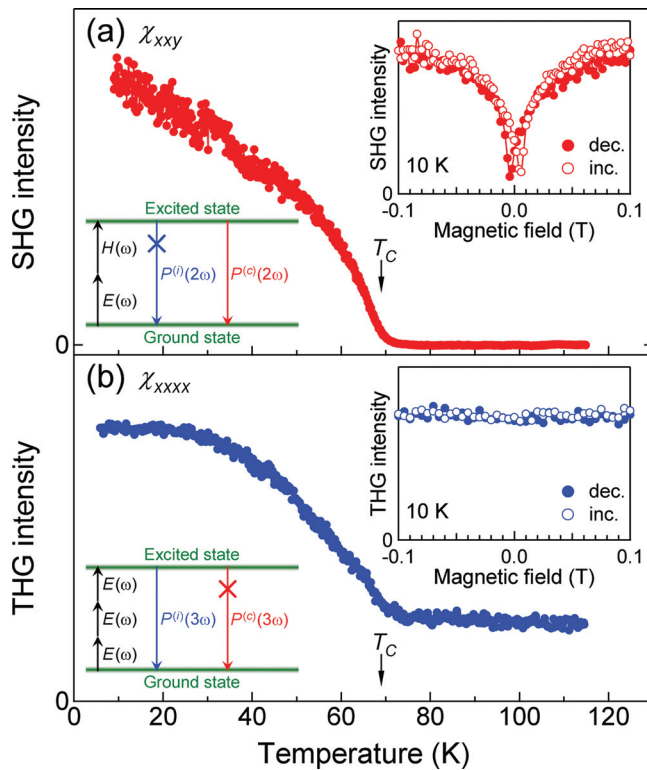 (a) χxxy
SHG intensity
0
Excited state
H(ω)
E(ω)
P(i)(2ω)
P(c)(2ω)
Ground state
TC
SHG intensity
0
10 K
dec.
inc.
-0.1 0.0 0.1
Magnetic field (T)
(b) χxxxx
THG intensity
0
Excited state
E(ω)
E(ω)
E(ω)
P(i)(3ω)
P(c)(3ω)
Ground state
TC
THG intensity
0
10 K
dec.
inc.
-0.1 0.0 0.1
Magnetic field (T)
0 20 40 60 80 100 120
Temperature (K)